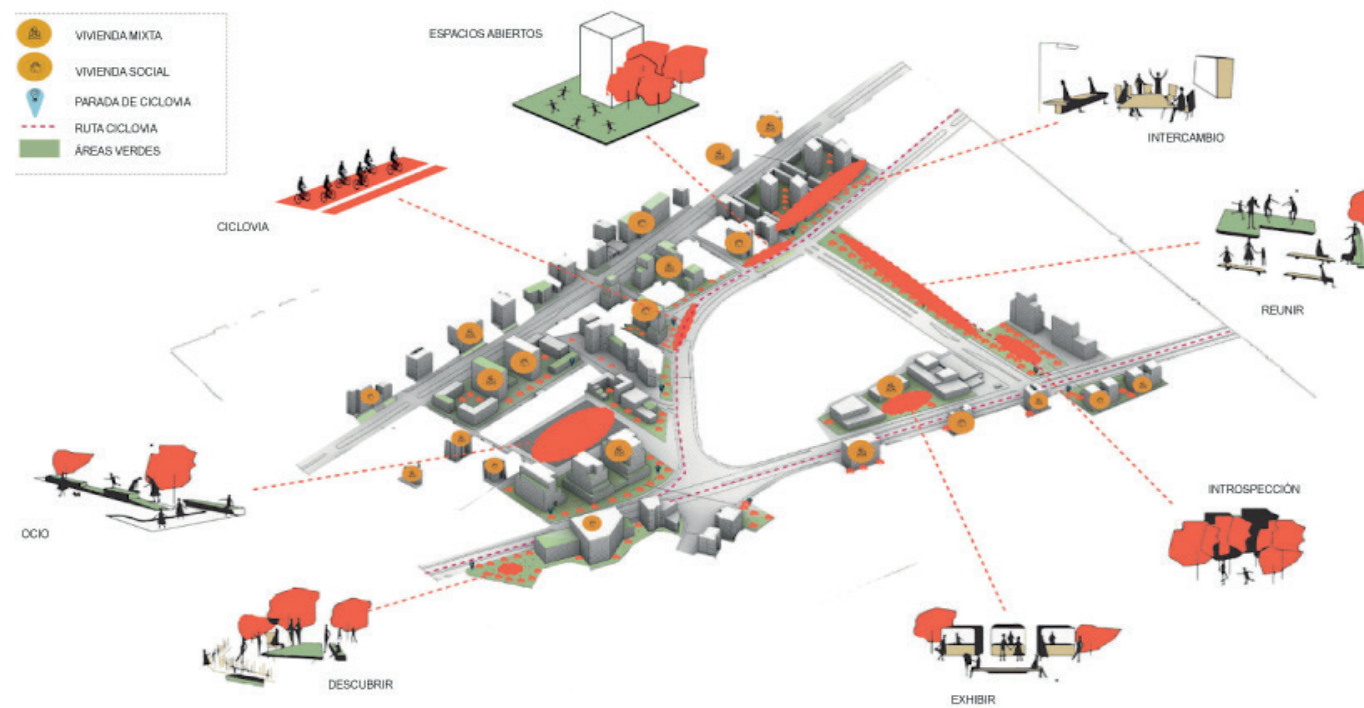 VIVIENDA MIXTA
VIVIENDA SOCIAL
PARADA DE CICLOVIA
RUTA CICLOVIA
ÁREAS VERDES
ESPACIOS ABIERTOS
INTERCAMBIO
CICLOVIA
REUNIR
INTROSPECCIÓN
OCIO
DESCUBRIR
EXHIBIR